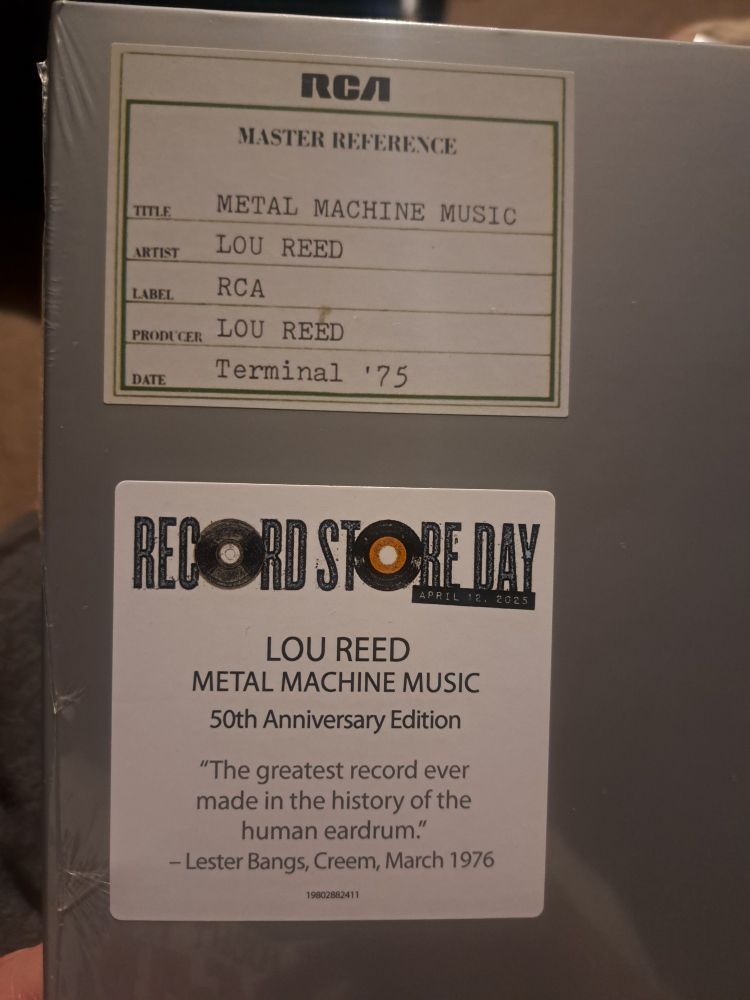 RCA
MASTER REFERENCE
TITLE METAL MACHINE MUSIC
ARTIST LOU REED
LABEL RCA
PRODUCER LOU REED
DATE Terminal '75
RECORD STORE DAY
APRIL 12, 2025
LOU REED
METAL MACHINE MUSIC
50th Anniversary Edition
“The greatest record ever
made in the history of the
human eardrum.”
– Lester Bangs, Creem, March 1976
19802882411